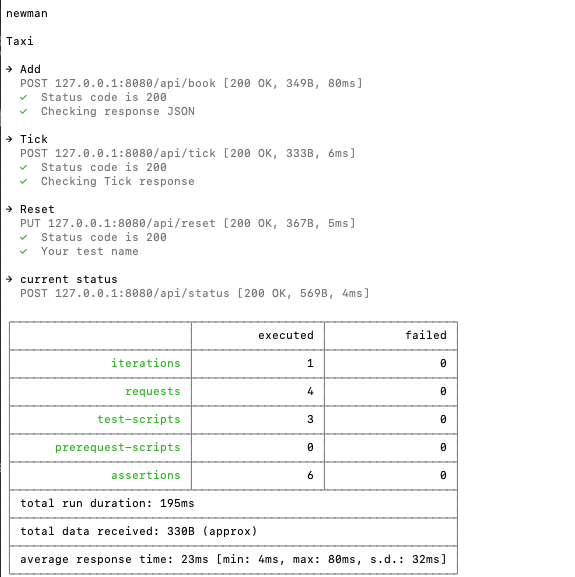 newman
Taxi
→ Add
POST 127.0.0.1:8080/api/book [200 OK, 349B, 80ms]
✓ Status code is 200
✓ Checking response JSON
→ Tick
POST 127.0.0.1:8080/api/tick [200 OK, 333B, 6ms]
✓ Status code is 200
✓ Checking Tick response
→ Reset
PUT 127.0.0.1:8080/api/reset [200 OK, 367B, 5ms]
✓ Status code is 200
✓ Your test name
→ current status
POST 127.0.0.1:8080/api/status [200 OK, 569B, 4ms]
executed failed
iterations 1 0
requests 4 0
test-scripts 3 0
prerequest-scripts 0 0
assertions 6 0
total run duration: 195ms
total data received: 330B (approx)
average response time: 23ms [min: 4ms, max: 80ms, s.d.: 32ms]